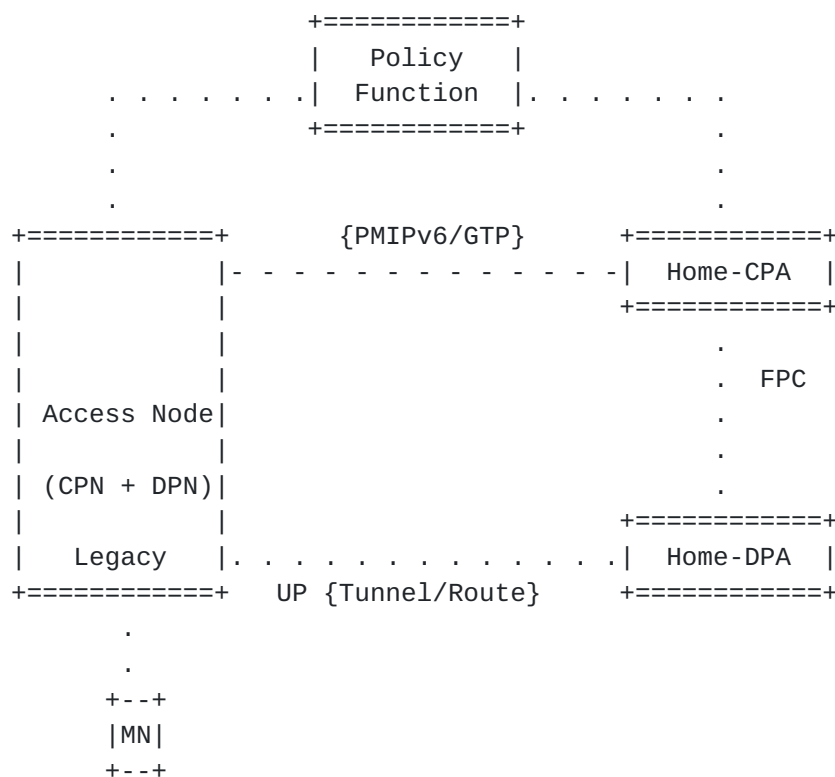 Policy
Function
{PMIPv6/GTP}
Home-CPA
FPC
Access Node
(CPN + DPN)
Legacy
Home-DPA
UP {Tunnel/Route}
MN